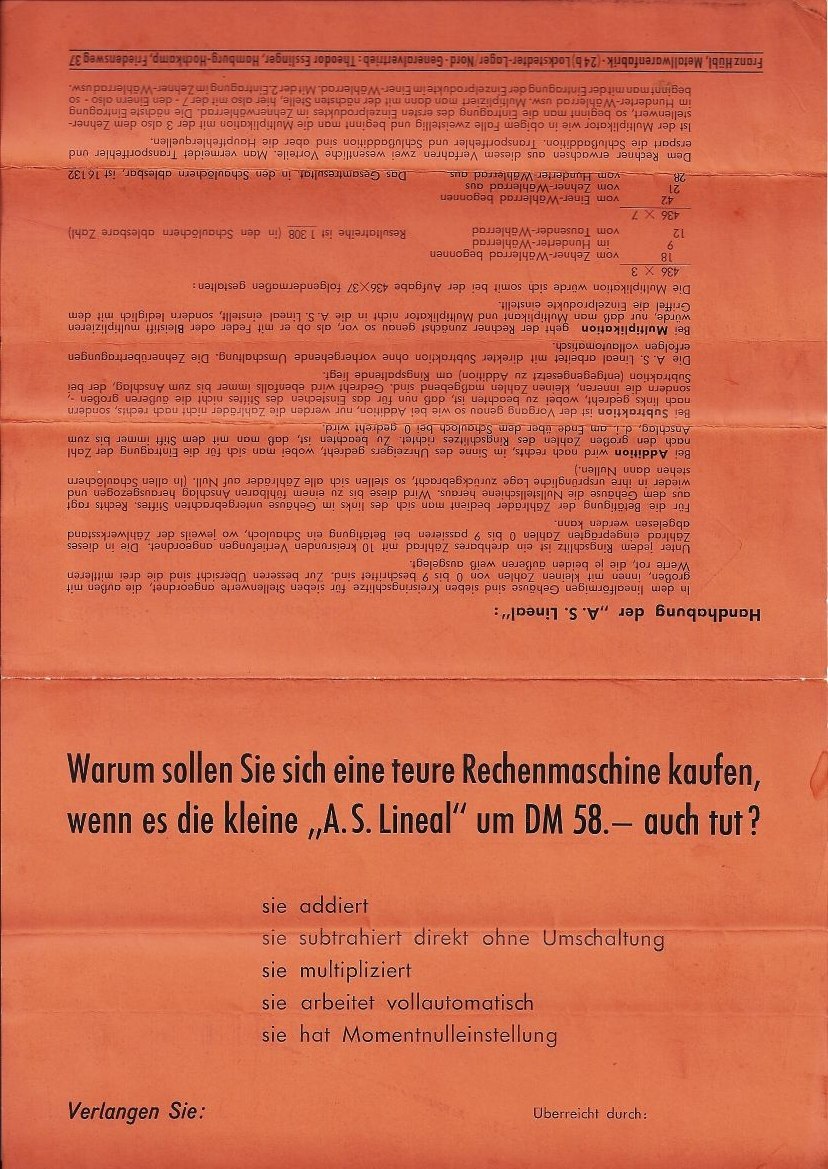 Warum sollen Sie sich eine teure Rechenmaschine kaufen,
wenn es die kleine „A. S. Lineal“ um DM 58.— auch tut?
sie addiert
sie subtrahiert direkt ohne Umschaltung
sie multipliziert
sie arbeitet vollautomatisch
sie hat Momentnulleinstellung
Verlangen Sie:
Überreicht durch:
Handhabung der „A. S. Lineal“:
In dem linealförmigen Gehäuse sind sieben Kreisringschlitze für sieben Stellenwerte angeordnet, die außen mit
großen, innen mit kleinen Zahlen von 0 bis 9 beschriftet sind. Zur besseren Übersicht sind die drei mittleren
Werte rot, die je beiden äußeren weiß ausgelegt.
Unter jedem Ringschlitz ist ein drehbares Zahlrad mit 10 kreisrunden Vertiefungen angeordnet. Die in dieses
Zahlrad eingeprägten Zahlen 0 bis 9 passieren bei Betätigung ein Schauloch, wo jeweils der Zählwerksstand
abgelesen werden kann.
Für die Betätigung der Zahlräder bedient man sich des links im Gehäuse untergebrachten Stiftes. Rechts ragt
aus dem Gehäuse die Nullstellschiene heraus. Wird diese bis zu einem fühlbaren Anschlag herausgezogen und
wieder in ihre ursprüngliche Lage zurückgebracht, so stellen sich alle Zahlräder auf Null. (In allen Schaulöchern
stehen dann Nullen.)
Bei Addition wird nach rechts, im Sinne des Uhrzeigers gedreht, wobei man sich für die Eintragung der Zahl
nach den großen Zahlen des Ringschlitzes richtet. Zu beachten ist, daß man mit dem Stift immer bis zum
Anschlag, d. i. am Ende über dem Schauloch bei 0 gedreht wird.
Bei Subtraktion ist der Vorgang genau so wie bei Addition, nur werden die Zahlräder nicht nach rechts, sondern
nach links gedreht, wobei zu beachten ist, daß nun für das Einstechen des Stiftes nicht die äußeren großen -,
sondern die inneren, kleinen Zahlen maßgebend sind. Gedreht wird ebenfalls immer bis zum Anschlag, der bei
Subtraktion (entgegengesetzt zu Addition) am Ringspaltende liegt.
Die A. S. Lineal arbeitet mit direkter Subtraktion ohne vorhergehende Umschaltung. Die Zehnerübertragungen
erfolgen vollautomatisch.
Bei Multiplikation geht der Rechner zunächst genau so vor, als ob er mit Feder oder Bleistift multiplizieren
würde, nur daß man Multiplikant und Multiplikator nicht in die A. S. Lineal einstellt, sondern lediglich mit dem
Griffel die Einzelprodukte einstellt.
Die Multiplikation würde sich somit bei der Aufgabe 436×37 folgendermaßen gestalten:
436 × 3
18 vom Zehner-Wählerrad begonnen
9 im Hunderter-Wählerrad
12 vom Tausender-Wählerrad Resultatreihe ist 1 308 (in den Schaulöchern ablesbare Zahl)
436 × 7
42 vom Einer-Wählerrad begonnen
21 vom Zehner-Wählerrad aus
28 vom Hunderter-Wählerrad aus Das Gesamtresultat, in den Schaulöchern ablesbar, ist 16 132
Dem Rechner erwachsen aus diesem Verfahren zwei wesentliche Vorteile. Man vermeidet Transportfehler und
erspart die Schlußaddition. Transportfehler und Schlußaddition sind aber die Hauptfehlerquellen.
Ist der Multiplikator wie in obigem Falle zweistellig und beginnt man die Multiplikation mit der 3 also dem Zehner-
stellenwert, so beginnt man die Eintragung des ersten Einzelproduktes im Zehnerwählerrad. Die nächste Eintragung
im Hunderter-Wählerrad usw. Multipliziert man dann mit der nächsten Stelle, hier also mit der 7 - den Einern also - so
beginnt man mit der Eintragung der Einzelprodukte im Einer-Wählerrad. Mit der 2. Eintragung im Zehner-Wählerrad usw.
Franz Hübl, Metallwarenfabrik · (24b) Lockstedter-Lager/Nord · Generalvertrieb: Theodor Esslinger, Hamburg-Hochkamp, Friedensweg 37